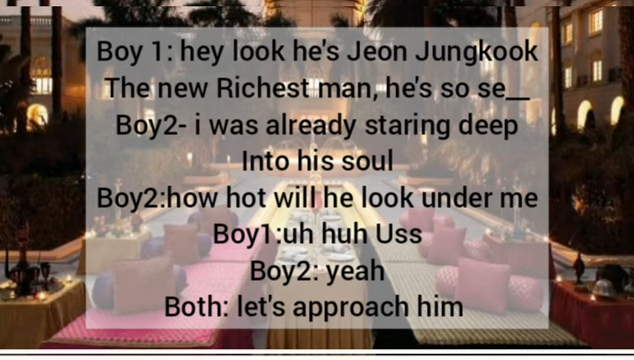 Boy 1: hey look he's Jeon Jungkook
The new Richest man, he's so se__
Boy2- i was already staring deep
Into his soul
Boy2:how hot will he look under me
Boy1:uh huh Uss
Boy2: yeah
Both: let's approach him